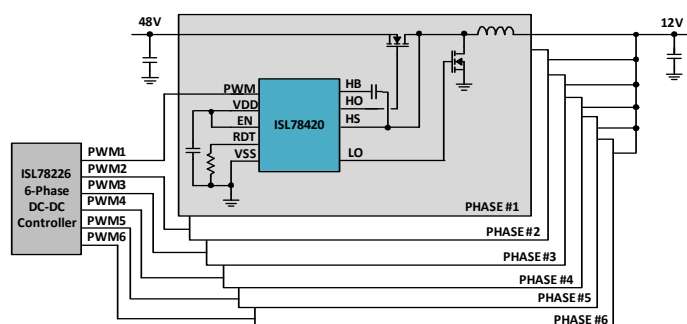 48V
12V
PWM
VDD
EN
RDT
VSS
ISL78420
HB
HO
HS
LO
PHASE #1
PHASE #2
PHASE #3
PHASE #4
PHASE #5
PHASE #6
ISL78226
6-Phase
DC-DC
Controller
PWM1
PWM2
PWM3
PWM4
PWM5
PWM6